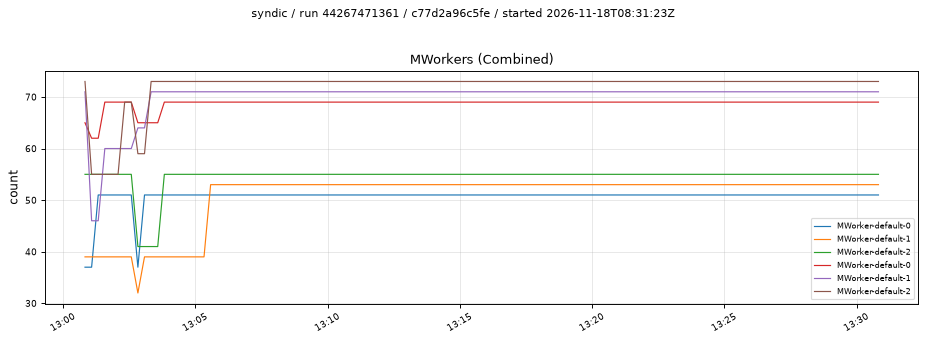 syndic / run 44267471361 / c77d2a96c5fe / started 2026-11-18T08:31:23Z
MWorkers (Combined)
count
70
60
50
40
30
13:00
13:05
13:10
13:15
13:20
13:25
13:30
MWorker-default-0
MWorker-default-1
MWorker-default-2
MWorker-default-0
MWorker-default-1
MWorker-default-2